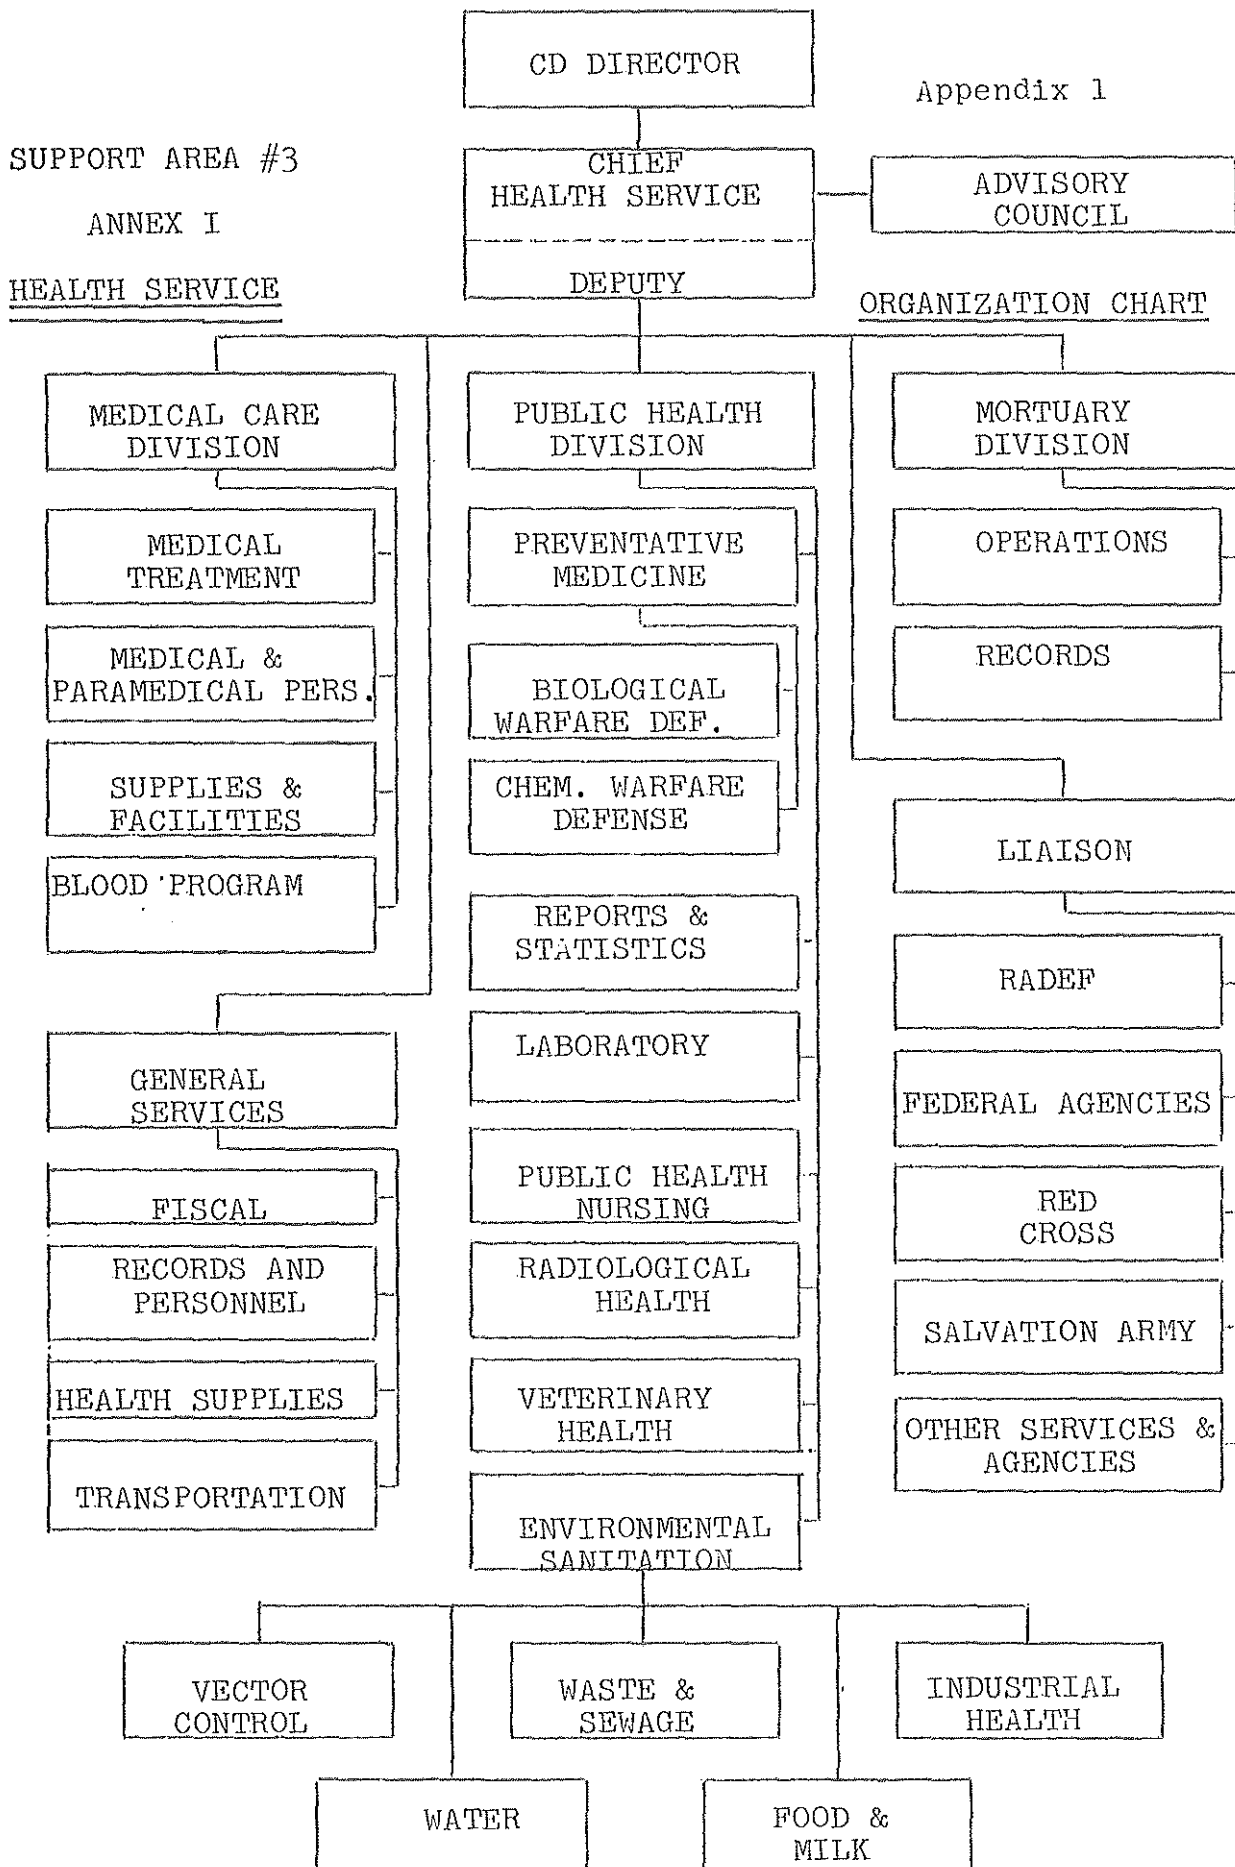 CD DIRECTOR
Appendix 1
SUPPORT AREA #3
ANNEX I
HEALTH SERVICE
CHIEF
HEALTH SERVICE
DEPUTY
ADVISORY
COUNCIL
ORGANIZATION CHART
MEDICAL CARE
DIVISION
MEDICAL
TREATMENT
MEDICAL &
PARAMEDICAL PERS.
SUPPLIES &
FACILITIES
BLOOD PROGRAM
GENERAL
SERVICES
FISCAL
RECORDS AND
PERSONNEL
HEALTH SUPPLIES
TRANSPORTATION
PUBLIC HEALTH
DIVISION
PREVENTATIVE
MEDICINE
BIOLOGICAL
WARFARE DEF.
CHEM. WARFARE
DEFENSE
REPORTS &
STATISTICS
LABORATORY
PUBLIC HEALTH
NURSING
RADIOLOGICAL
HEALTH
VETERINARY
HEALTH
ENVIRONMENTAL
SANITATION
MORTUARY
DIVISION
OPERATIONS
RECORDS
LIAISON
RADEF
FEDERAL AGENCIES
RED
CROSS
SALVATION ARMY
OTHER SERVICES &
AGENCIES
VECTOR
CONTROL
WASTE &
SEWAGE
INDUSTRIAL
HEALTH
WATER
FOOD &
MILK